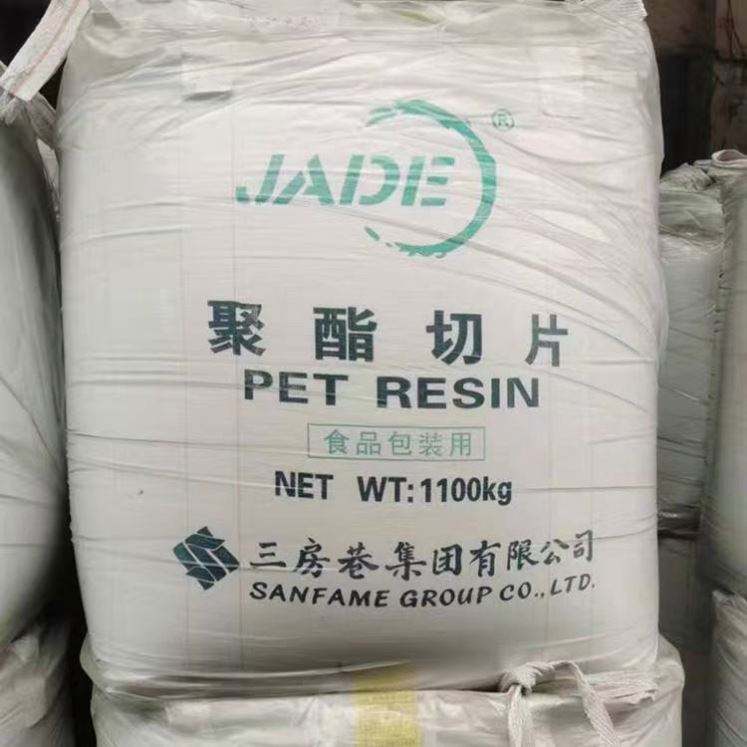 JADE®
聚酯切片
PET RESIN
食品包装用
NET WT:1100kg
三房巷集团有限公司
SANFAME GROUP CO.,LTD.